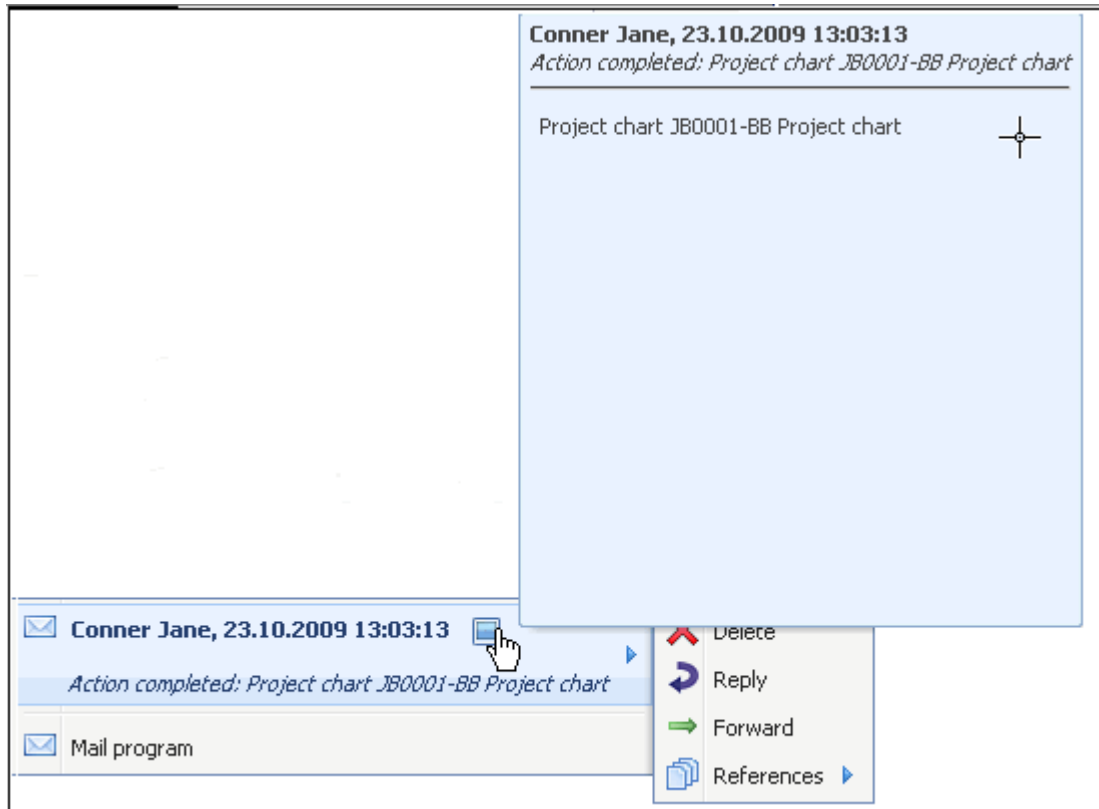 Conner Jane, 23.10.2009 13:03:13
Action completed: Project chart JB0001-BB Project chart
Project chart JB0001-BB Project chart
Conner Jane, 23.10.2009 13:03:13
Action completed: Project chart JB0001-BB Project chart
Mail program
Delete
Reply
Forward
References